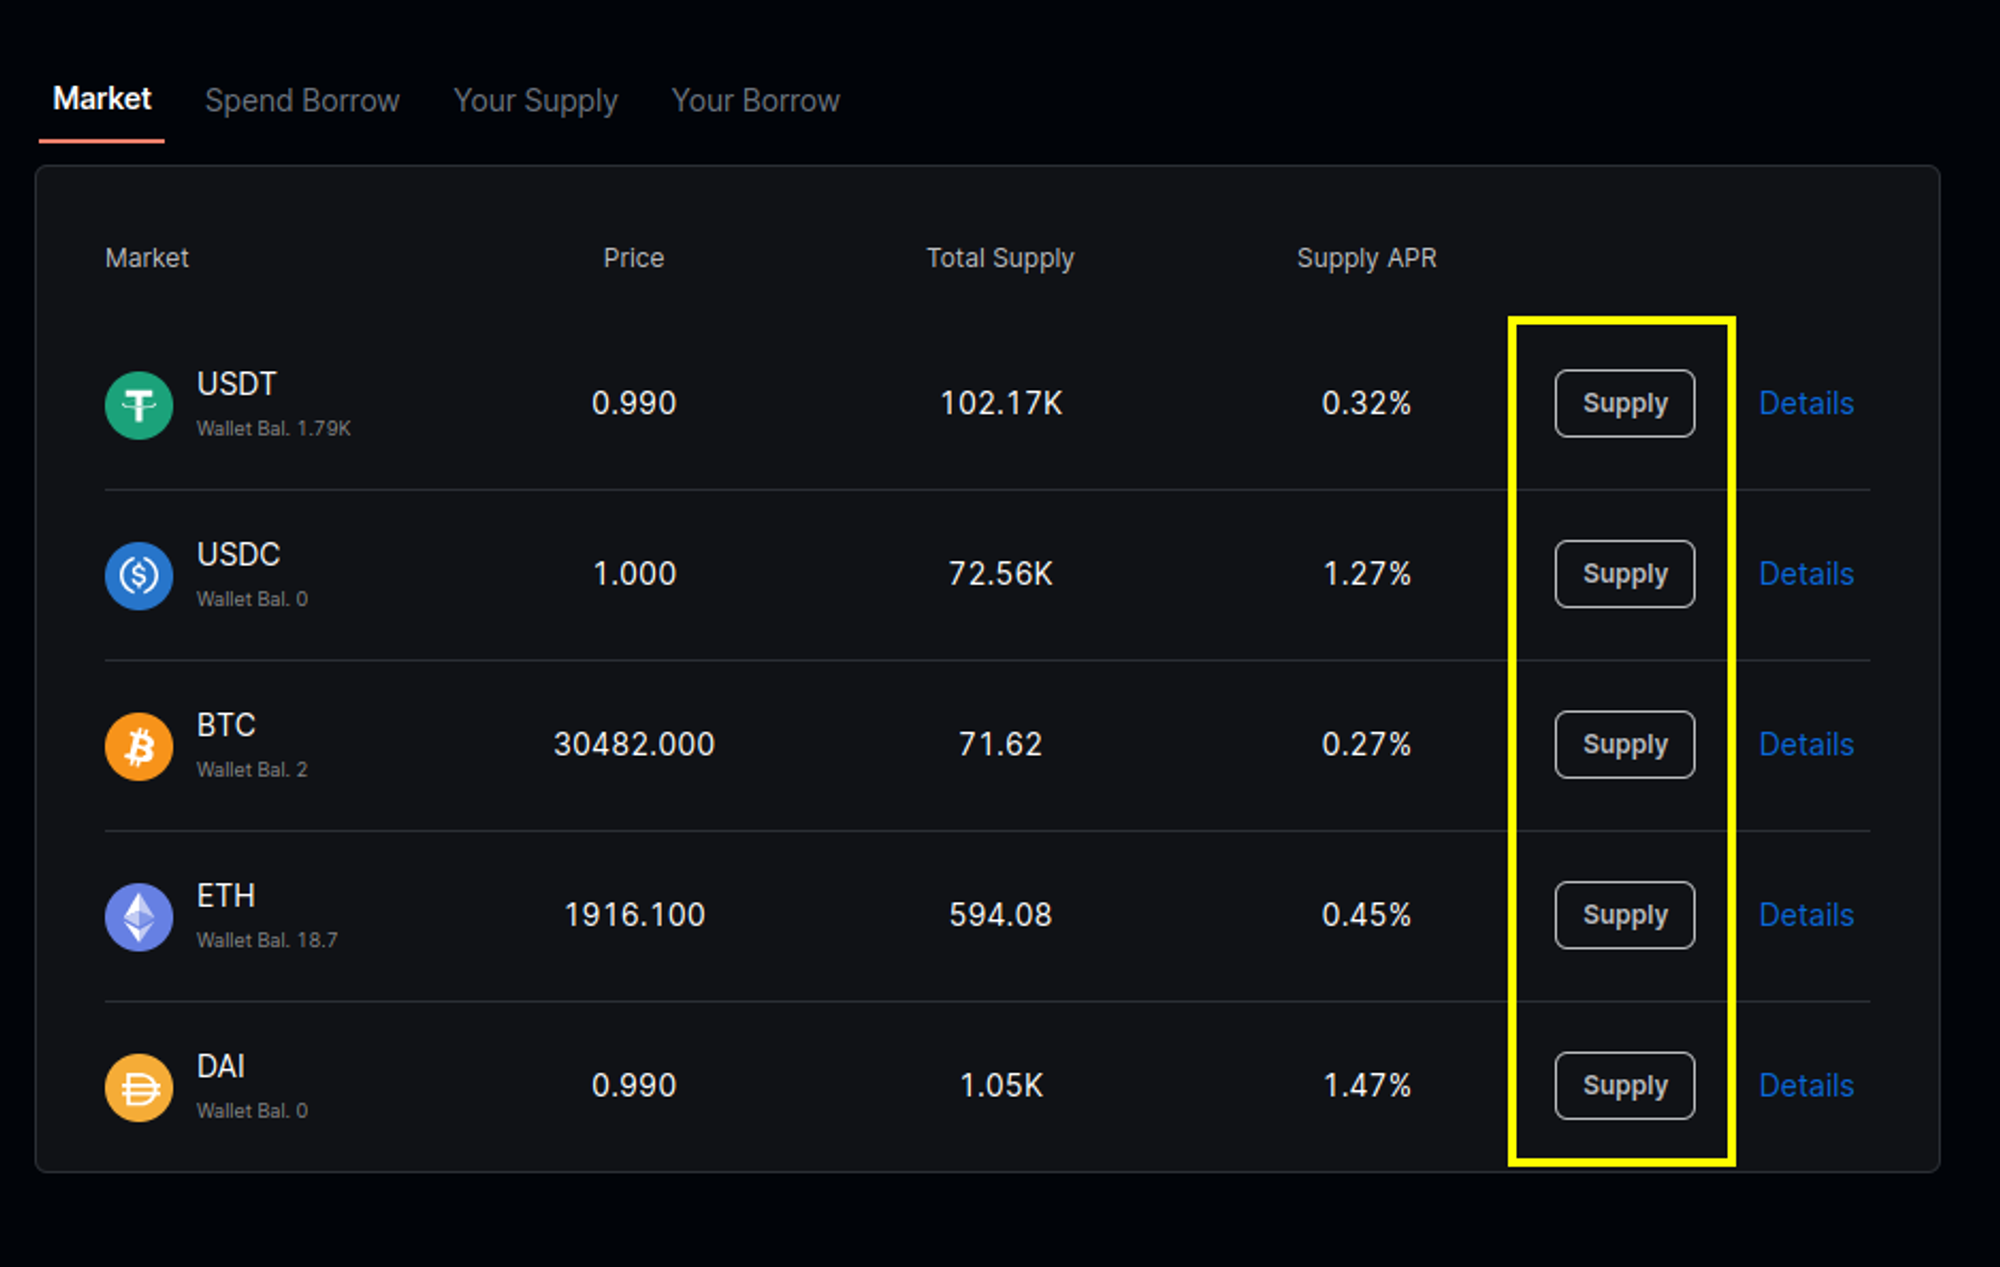 Market Spend Borrow Your Supply Your Borrow
Market Price Total Supply Supply APR
USDT
0.990 102.17K 0.32% Supply Details
Wallet Bal. 1.79K
USDC
1.000 72.56K 1.27% Supply Details
Wallet Bal. 0
BTC
30482.000 71.62 0.27% Supply Details
Wallet Bal. 2
ETH
1916.100 594.08 0.45% Supply Details
Wallet Bal. 18.7
DAI
0.990 1.05K 1.47% Supply Details
Wallet Bal. 0